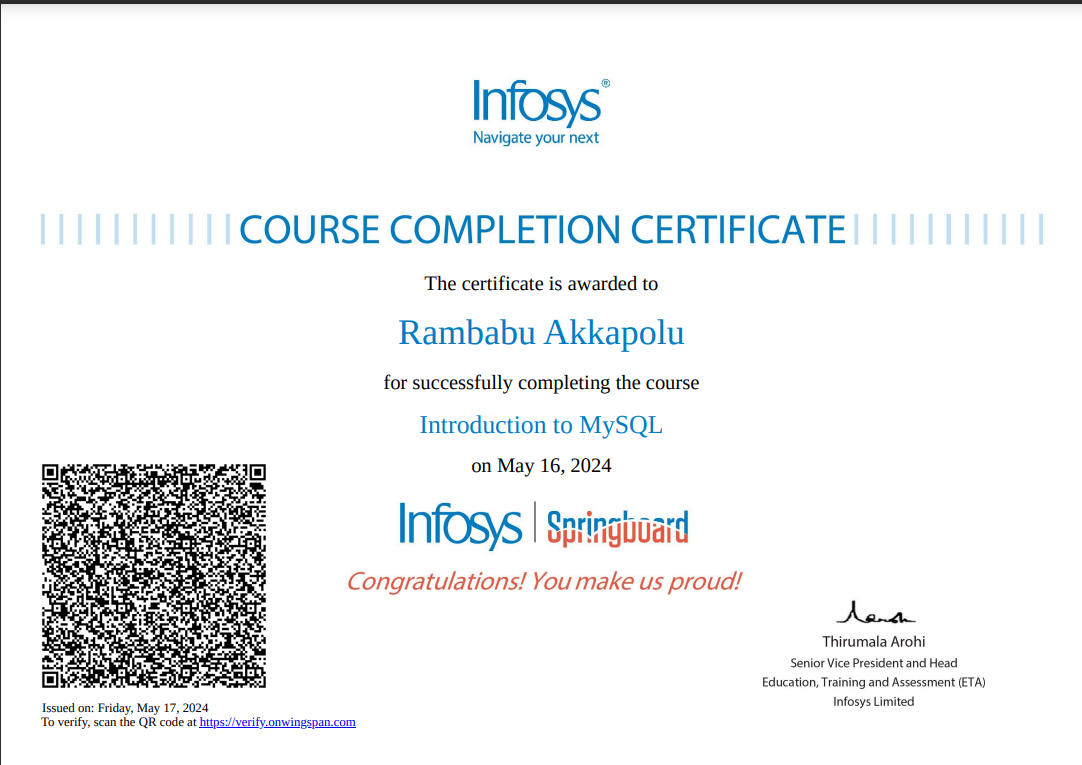 Infosys®
Navigate your next
COURSE COMPLETION CERTIFICATE
The certificate is awarded to
Rambabu Akkapolu
for successfully completing the course
Introduction to MySQL
on May 16, 2024
Infosys | Springboard
Congratulations! You make us proud!
Thirumala Arohi
Senior Vice President and Head
Education, Training and Assessment (ETA)
Infosys Limited
Issued on: Friday, May 17, 2024
To verify, scan the QR code at https://verify.onwingspan.com